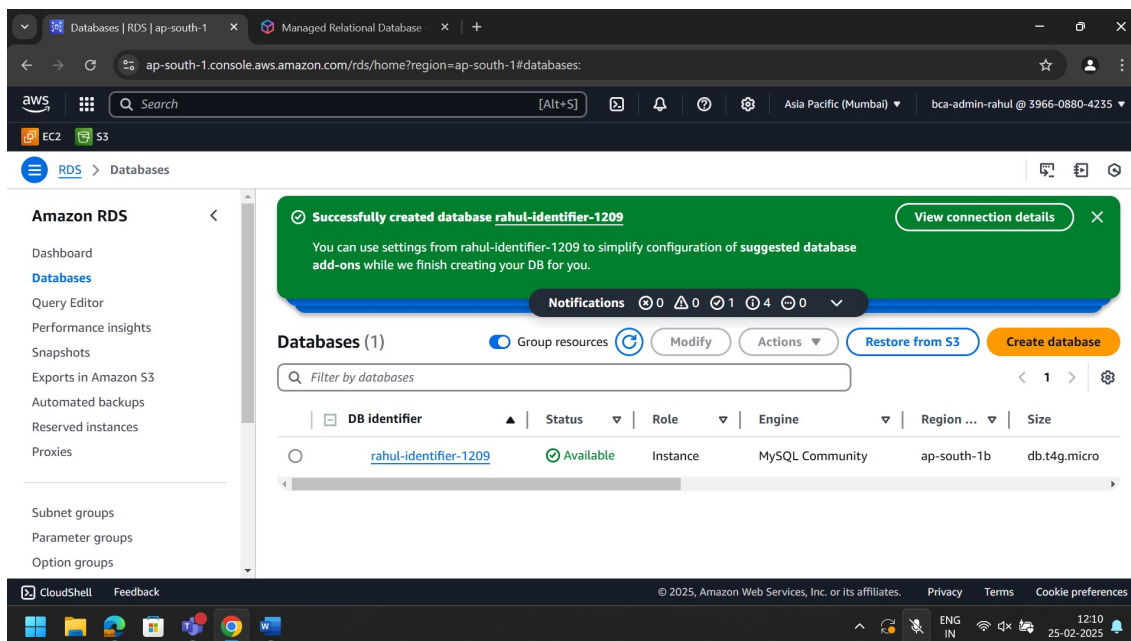 Databases | RDS | ap-south-1
Managed Relational Database
ap-south-1.console.aws.amazon.com/rds/home?region=ap-south-1#databases:
aws
Search
[Alt+S]
Asia Pacific (Mumbai)
bca-admin-rahul @ 3966-0880-4235
EC2 S3
RDS > Databases
Amazon RDS
Dashboard
Databases
Query Editor
Performance insights
Snapshots
Exports in Amazon S3
Automated backups
Reserved instances
Proxies
Subnet groups
Parameter groups
Option groups
Successfully created database rahul-identifier-1209
View connection details
You can use settings from rahul-identifier-1209 to simplify configuration of suggested database
add-ons while we finish creating your DB for you.
Notifications 0 0 1 4 0
Databases (1)
Group resources
Modify
Actions
Restore from S3
Create database
Filter by databases
1
DB identifier Status Role Engine Region ... Size
rahul-identifier-1209 Available Instance MySQL Community ap-south-1b db.t4g.micro
CloudShell Feedback © 2025, Amazon Web Services, Inc. or its affiliates. Privacy Terms Cookie preferences
ENG
IN
12:10
25-02-2025